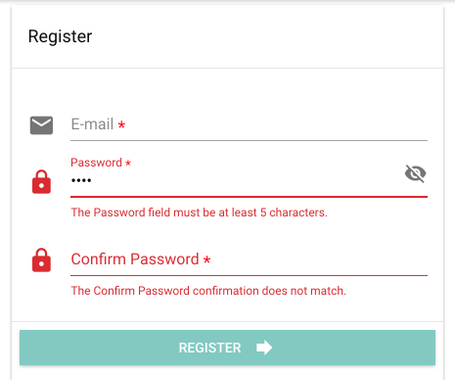 Register
E-mail *
Password *
••••
The Password field must be at least 5 characters.
Confirm Password *
The Confirm Password confirmation does not match.
REGISTER